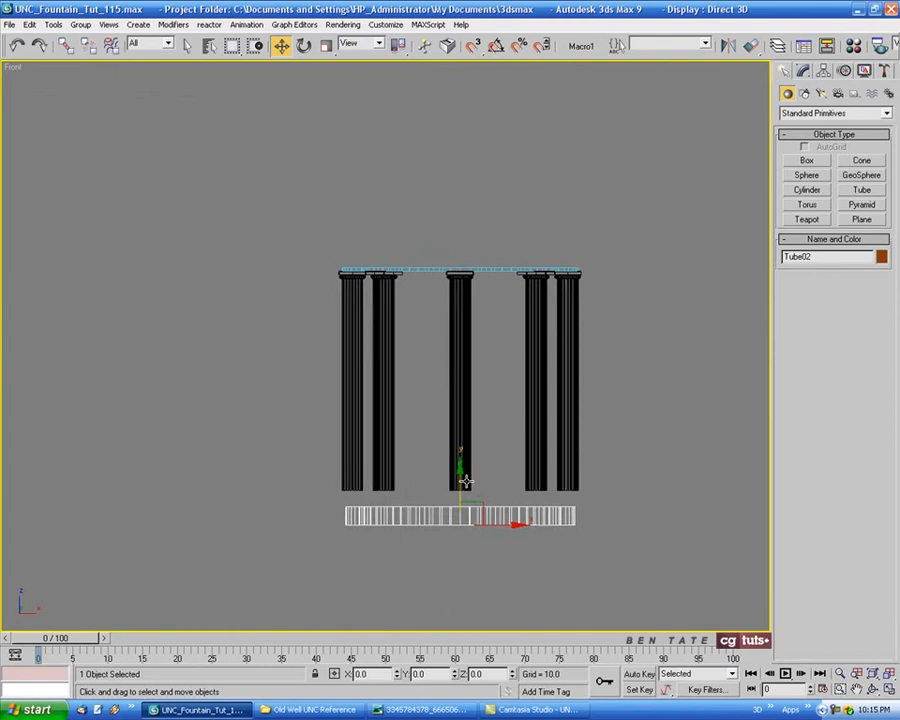 UNC_Fountain_Tut_115.max - Project Folder: C:\Documents and Settings\HP_Administrator\My Documents\3dsmax - Autodesk 3ds Max 9 - Display : Direct 3D
File Edit Tools Group Views Create Modifiers reactor Animation Graph Editors Rendering Customize MAXScript Help
All View Macro1
Front
Standard Primitives
- Object Type
AutoGrid
Box Cone
Sphere GeoSphere
Cylinder Tube
Torus Pyramid
Teapot Plane
- Name and Color
Tube02
y
x
z
x
0 / 100
BEN TATE cg tuts+
0 5 10 15 20 25 30 35 40 45 50 55 60 65 70 75 80 85 90 95 100
1 Object Selected X: 0.0 Y: 0.0 Z: 0.0 Grid = 10.0 Auto Key Selected
Click and drag to select and move objects Add Time Tag Set Key Key Filters... 0
start UNC_Fountain_Tut_1... Old Well UNC Reference 3345784378_666506... Camtasia Studio - UN... 3D Apps 10:15 PM